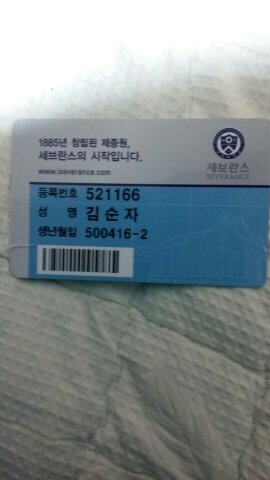 1885년 창립된 제중원,
세브란스의 시작입니다.
www.iseverance.com
세브란스
SEVERANCE
등록번호 521166
성 명 김순자
생년월일 500416-2